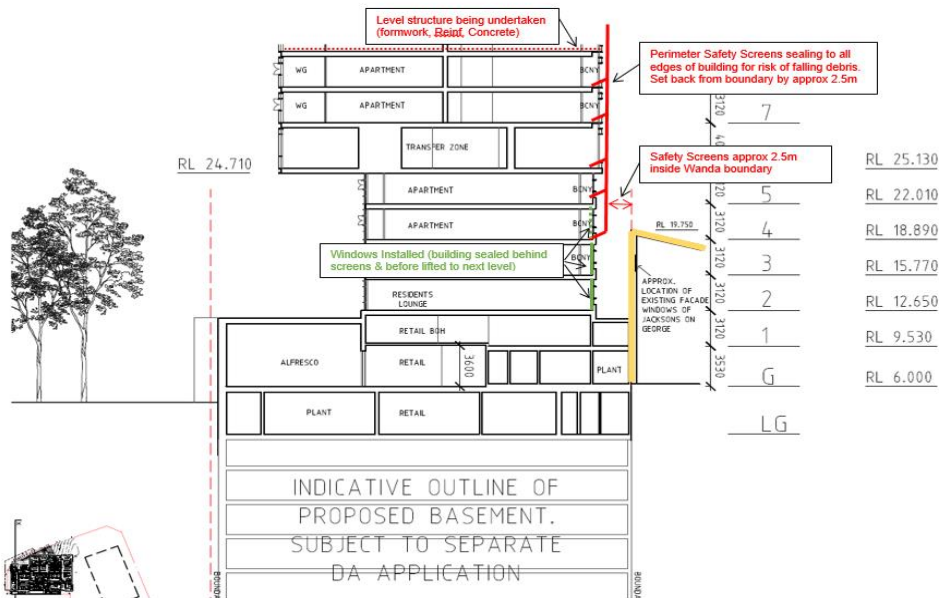 Level structure being undertaken
(formwork, Reinf, Concrete)
Perimeter Safety Screens sealing to all
edges of building for risk of falling debris.
Set back from boundary by approx 2.5m
WG APARTMENT BCNY
WG APARTMENT BCNY
3120 7
TRANSFER ZONE
40
RL 24.710
Safety Screens approx 2.5m
inside Wanda boundary
RL 25.130
APARTMENT BCNY
5 RL 22.010
3120
APARTMENT BCNY
RL 19.750
4 RL 18.890
Windows Installed (building sealed behind
screens & before lifted to next level)
BCNY
3120
3 RL 15.770
APPROX.
LOCATION OF
EXISTING FACADE
WINDOWS OF
JACKSONS ON
GEORGE
RESIDENTS
LOUNGE
3120
2 RL 12.650
RETAIL BOH
3120
1 RL 9.530
ALFRESCO RETAIL 3600 PLANT
3530
G RL 6.000
PLANT RETAIL
LG
INDICATIVE OUTLINE OF
PROPOSED BASEMENT.
SUBJECT TO SEPARATE
DA APPLICATION